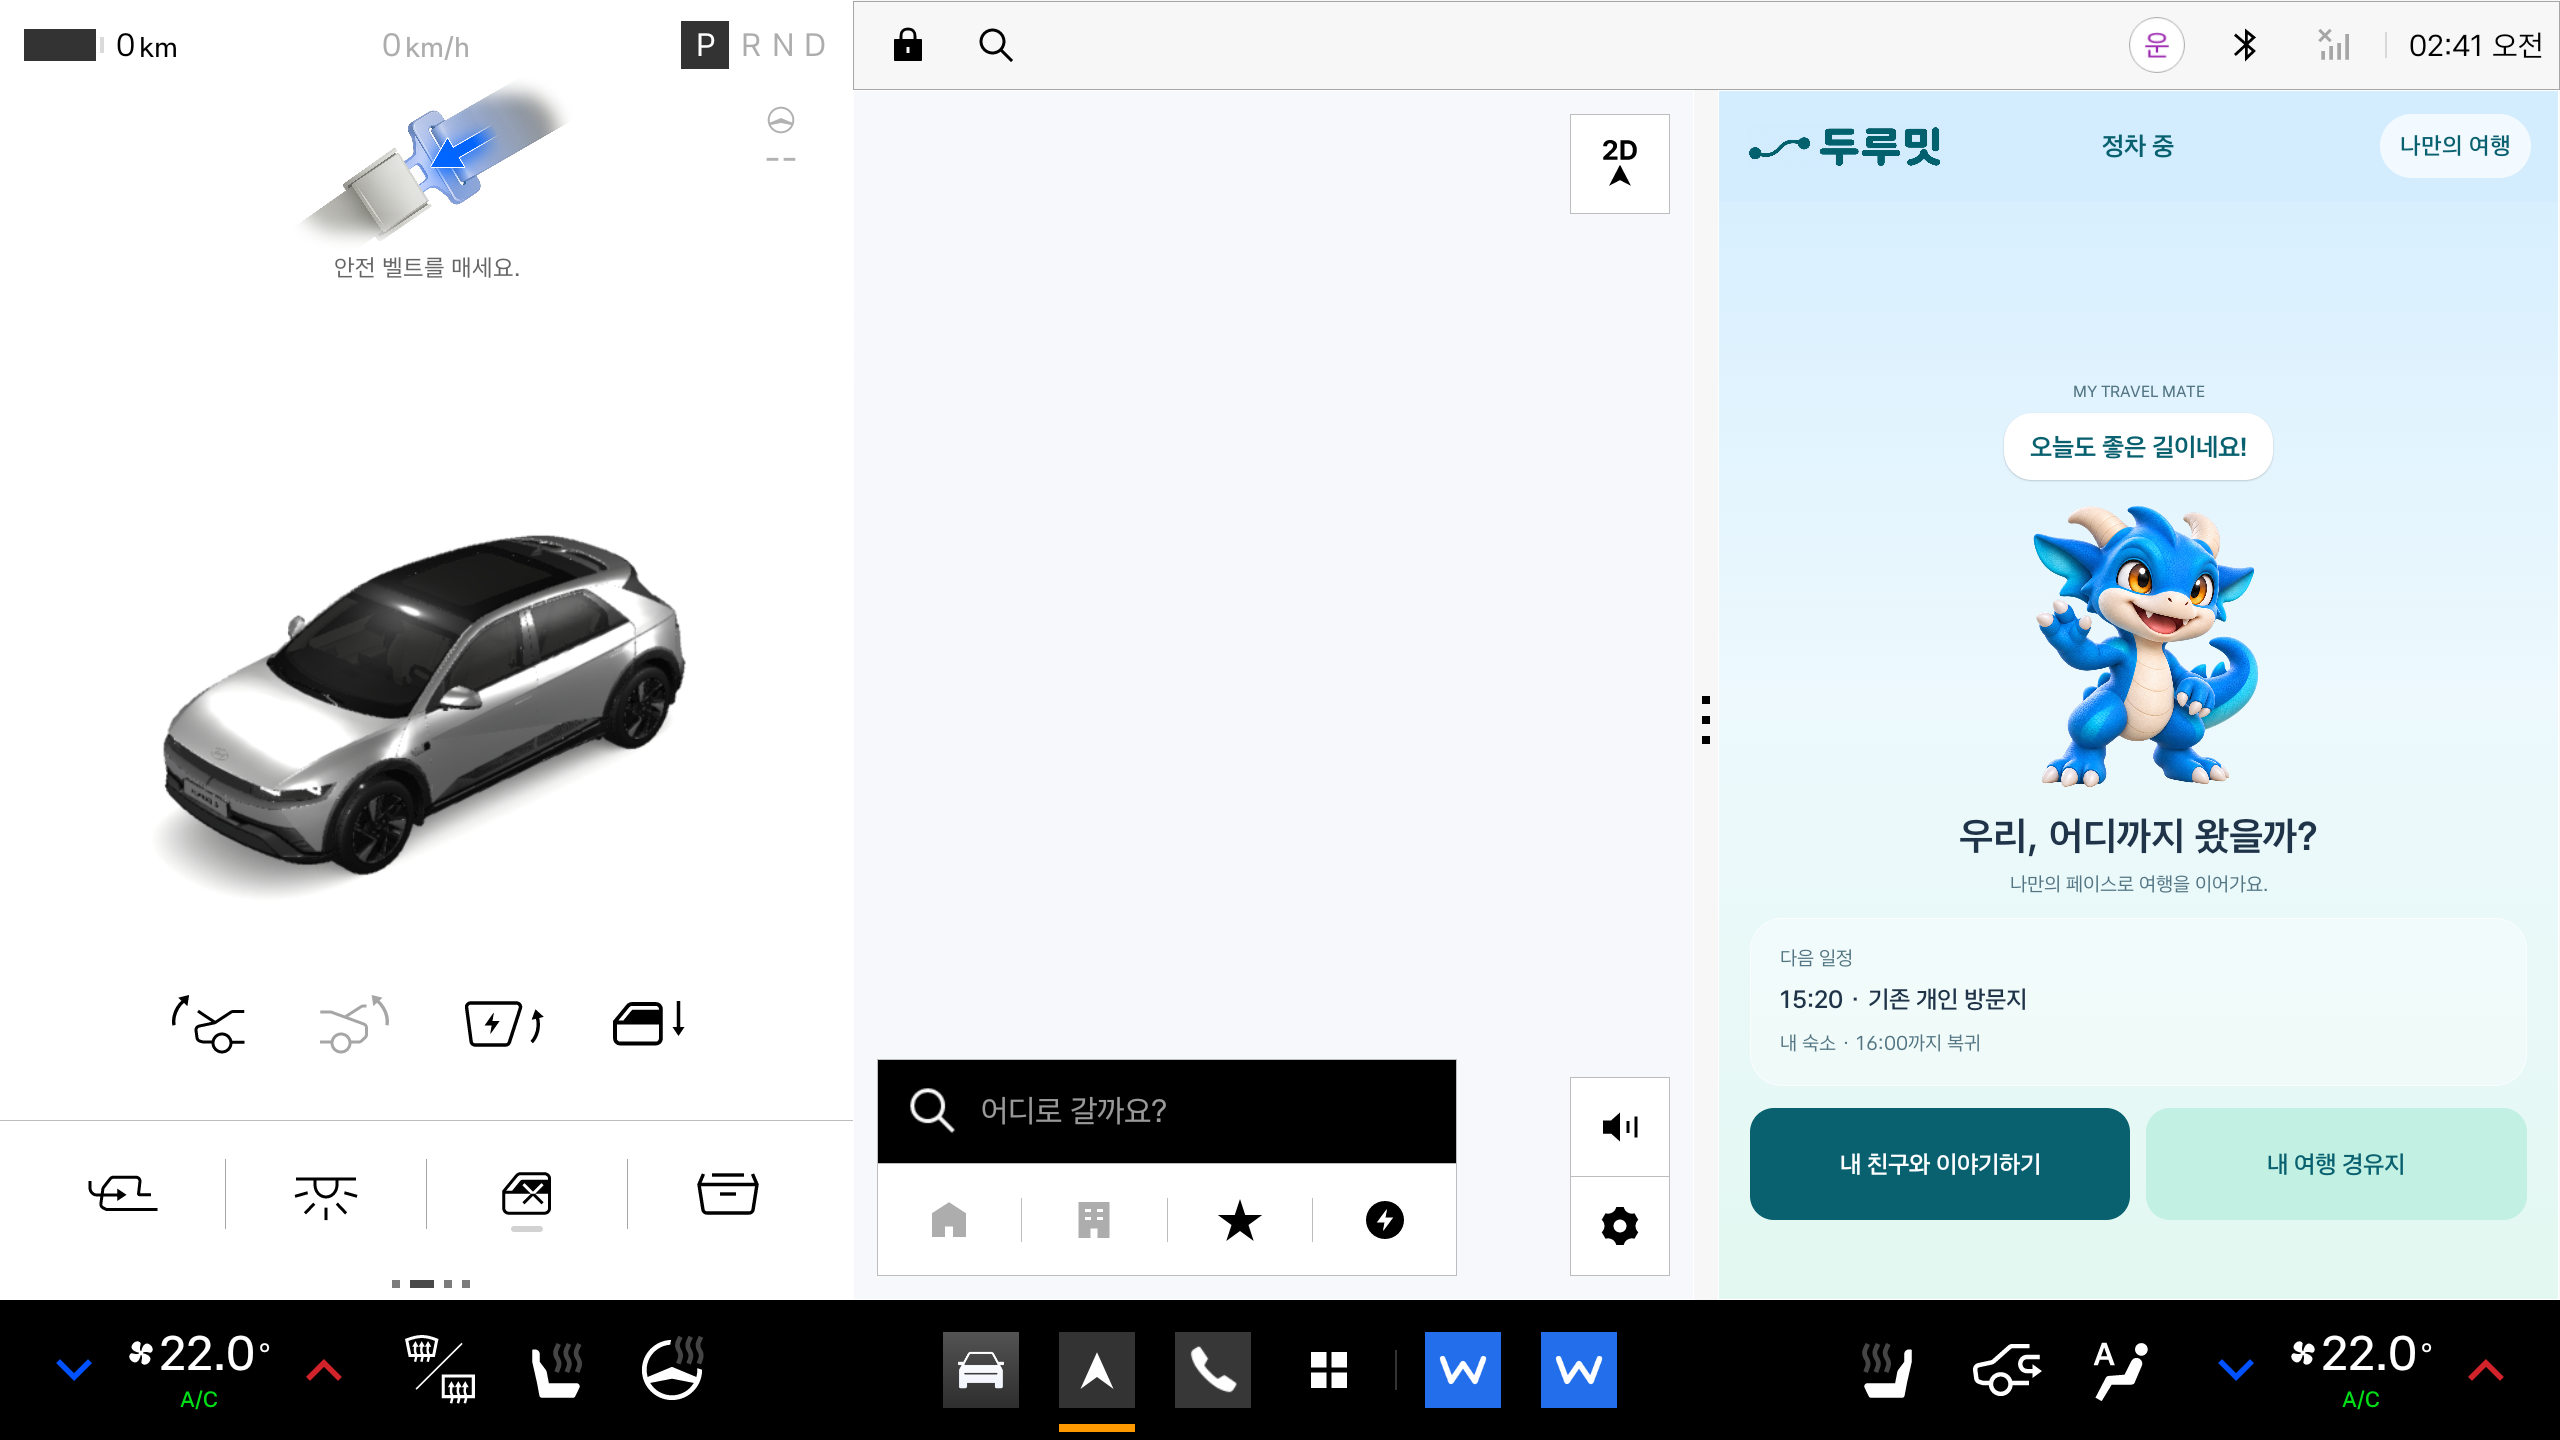 0 km
0 km/h
P R N D
안전 벨트를 매세요.
운
02:41 오전
2D
어디로 갈까요?
두루밋
정차 중
나만의 여행
MY TRAVEL MATE
오늘도 좋은 길이네요!
우리, 어디까지 왔을까?
나만의 페이스로 여행을 이어가요.
다음 일정
15:20 · 기존 개인 방문지
내 숙소 · 16:00까지 복귀
내 친구와 이야기하기
내 여행 경유지
22.0°
A/C
A
22.0°
A/C